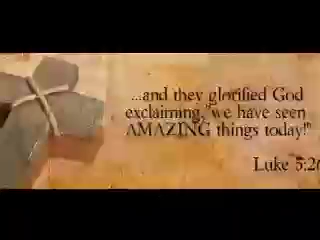 ...and they glorified God
exclaiming,"we have seen
AMAZING things today!"
Luke 5:26